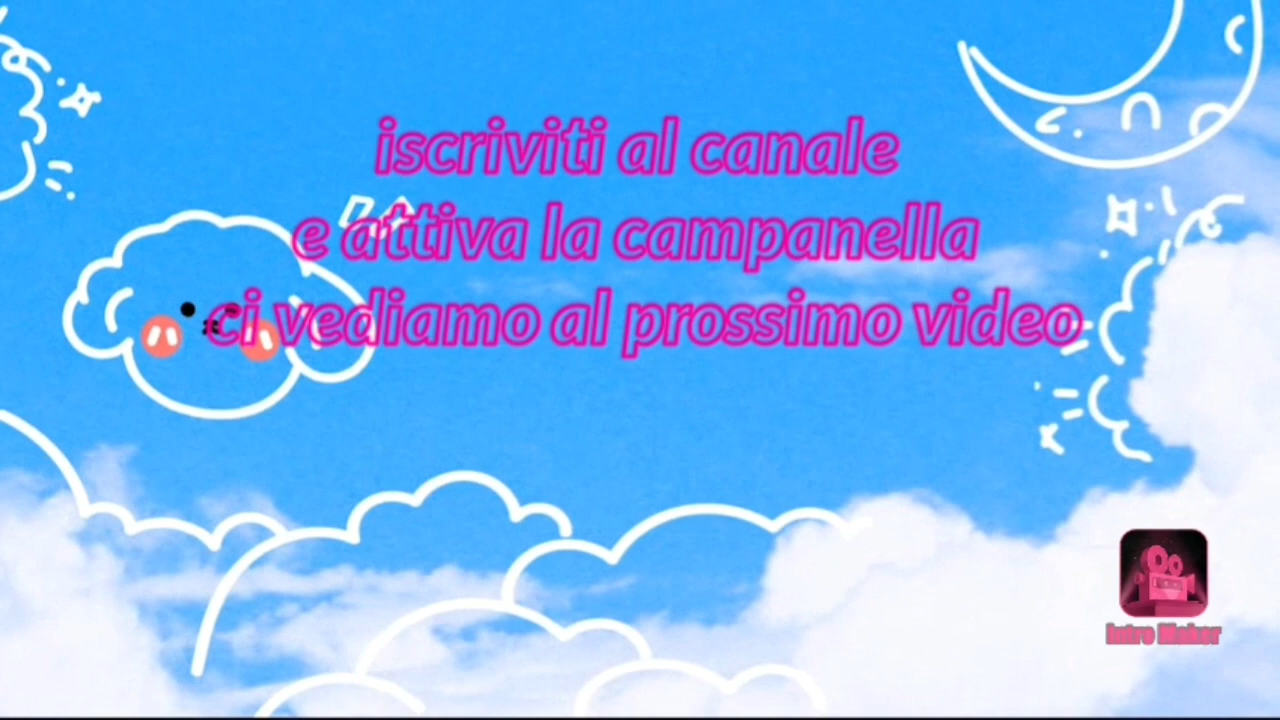 iscriviti al canale
e attiva la campanella
ci vediamo al prossimo video
Intro Maker